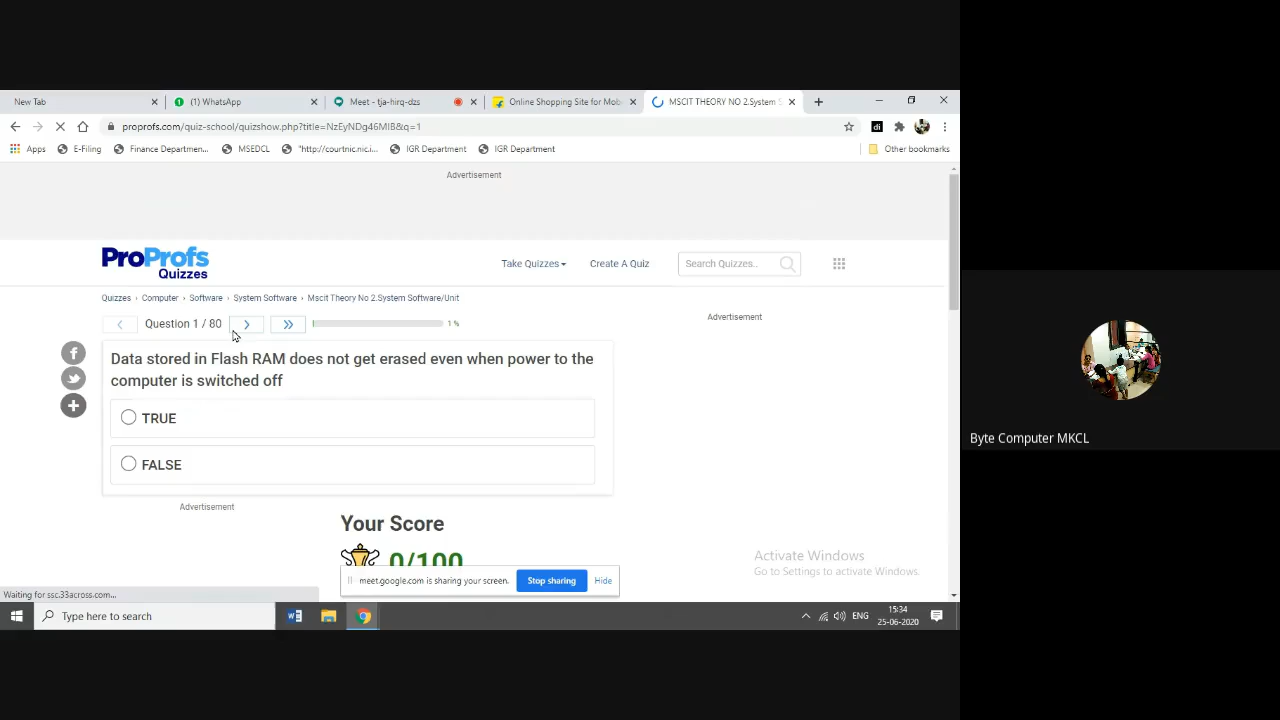 New Tab
(1) WhatsApp
Meet - tja-hirq-dzs
Online Shopping Site for Mob
MSCIT THEORY NO 2.System S
proprofs.com/quiz-school/quizshow.php?title=NzEyNDg46MIB&q=1
Apps
E-Filing
Finance Departmen...
MSEDCL
"http://courtnic.nic.i...
IGR Department
IGR Department
Other bookmarks
Advertisement
ProProfs
Quizzes
Take Quizzes
Create A Quiz
Search Quizzes..
Quizzes › Computer › Software › System Software › Mscit Theory No 2.System Software/Unit
Question 1 / 80
1 %
Advertisement
Data stored in Flash RAM does not get erased even when power to the
computer is switched off
TRUE
FALSE
Advertisement
Your Score
0/100
Activate Windows
Go to Settings to activate Windows.
meet.google.com is sharing your screen.
Stop sharing
Hide
Waiting for ssc.33across.com...
Type here to search
ENG
15:34
25-06-2020
Byte Computer MKCL